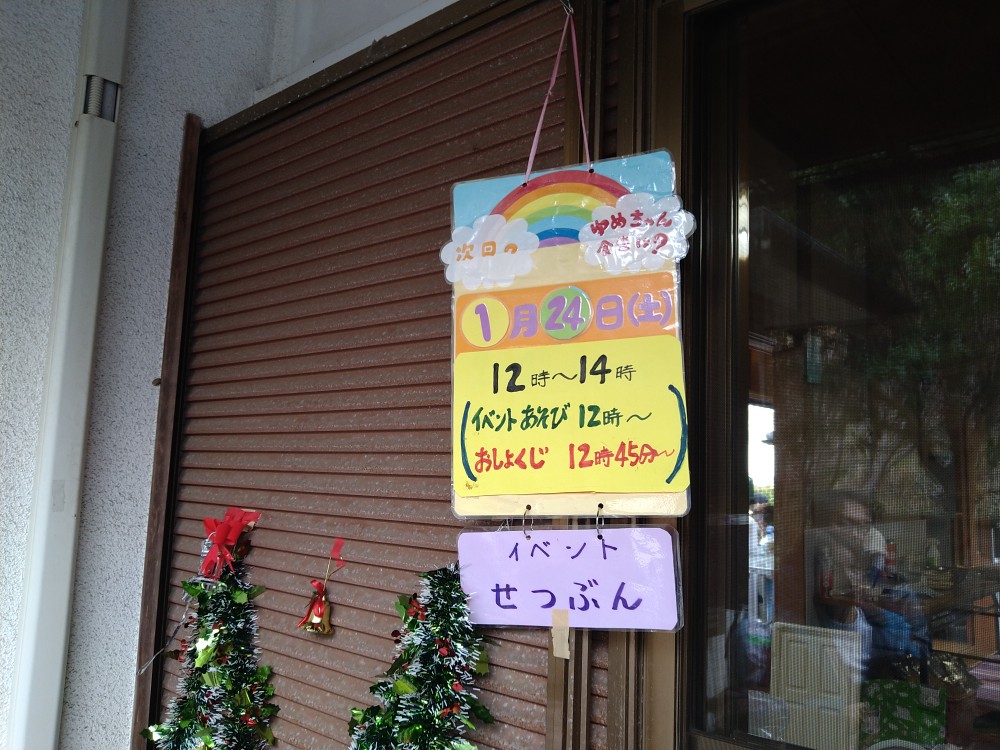 次回の
ゆめきゃん
食堂は?
1月24日(土)
12時〜14時
(イベントあそび 12時〜
おしょくじ 12時45分〜)
イベント
せつぶん